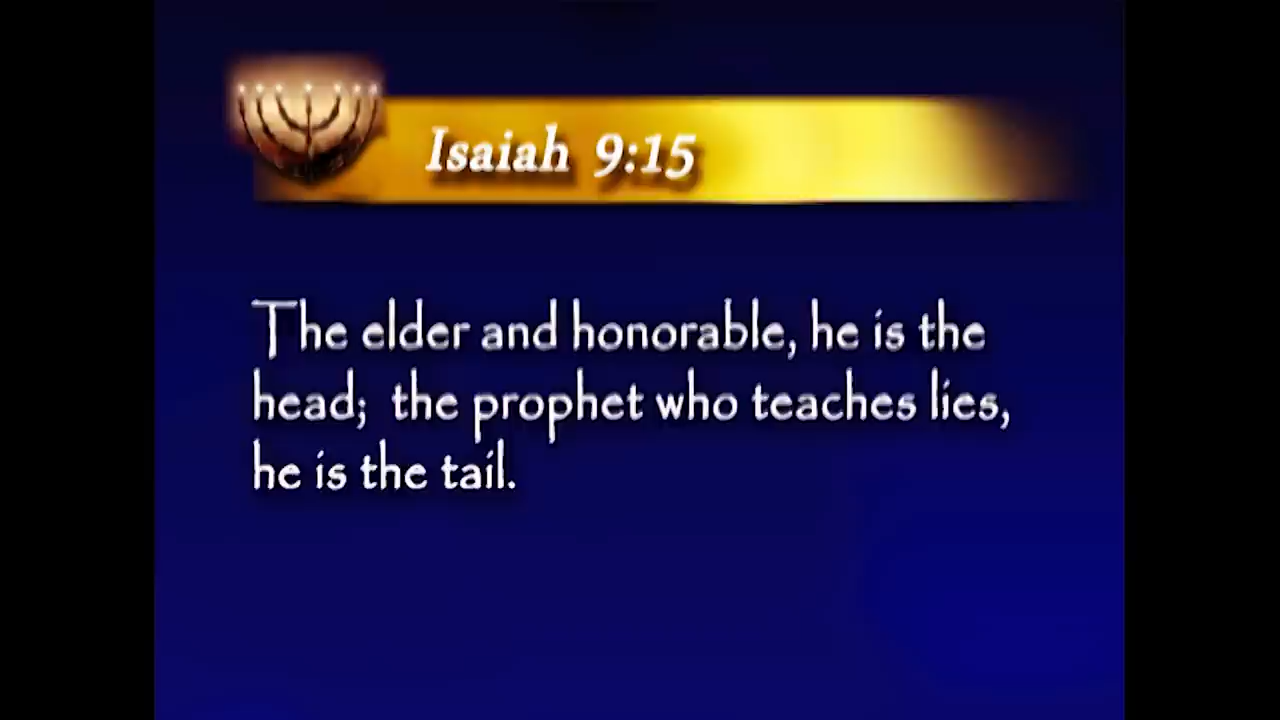 Isaiah 9:15
The elder and honorable, he is the
head;  the prophet who teaches lies,
he is the tail.